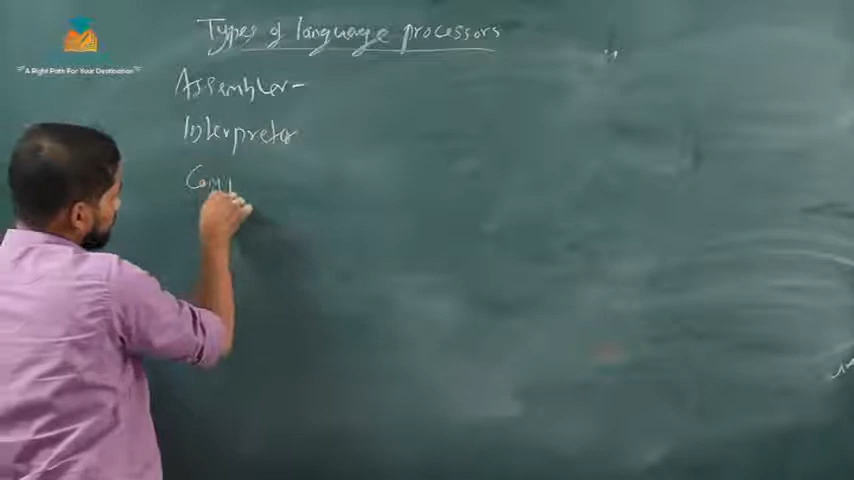 Types of language processors
A Right Path For Your Destination
Assembler-
Interpreter
Comp